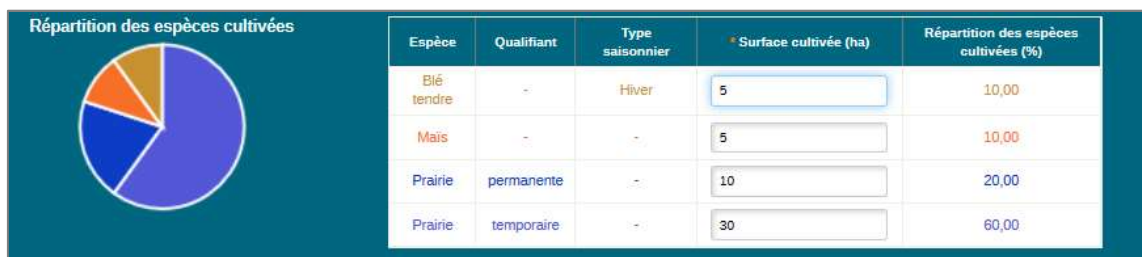 Répartition des espèces cultivées
Espèce Qualifiant Type saisonnier * Surface cultivée (ha) Répartition des espèces cultivées (%)
Blé tendre - Hiver 5 10,00
Maïs - - 5 10,00
Prairie permanente - 10 20,00
Prairie temporaire - 30 60,00